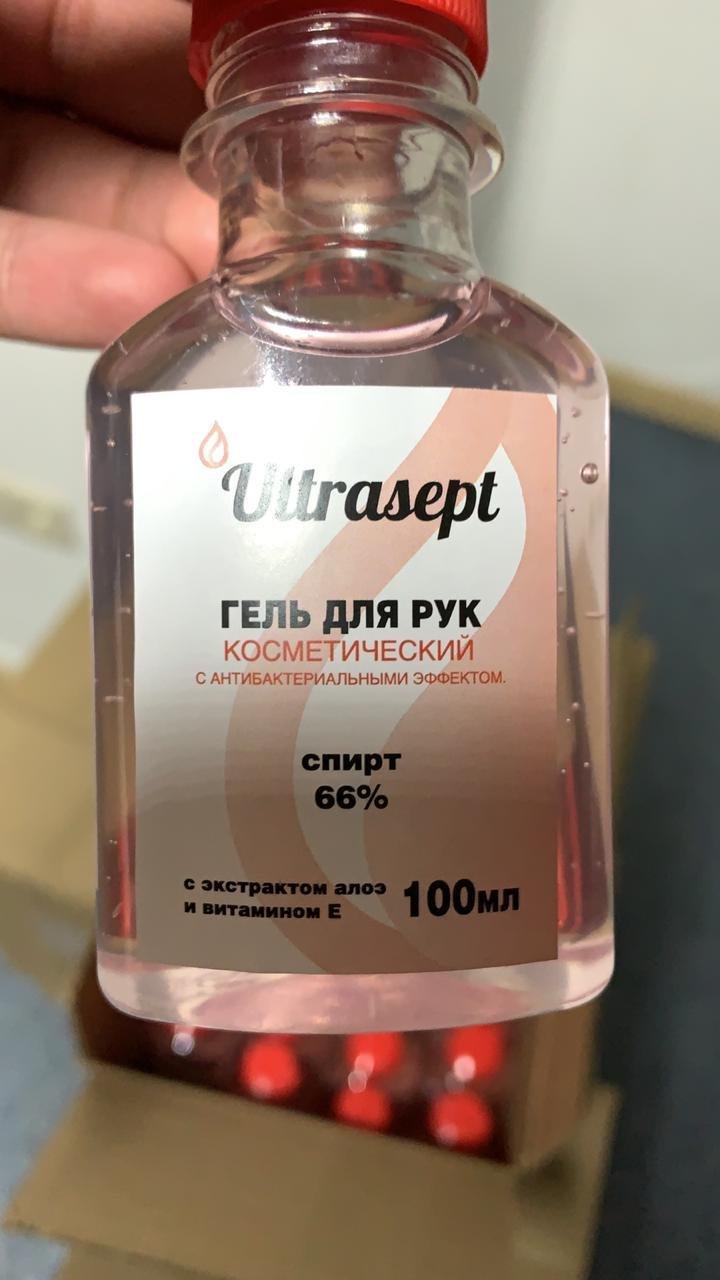 Ultrasept
ГЕЛЬ ДЛЯ РУК
КОСМЕТИЧЕСКИЙ
С АНТИБАКТЕРИАЛЬНЫМИ ЭФФЕКТОМ.
спирт
66%
с экстрактом алоэ
и витамином Е
100мл